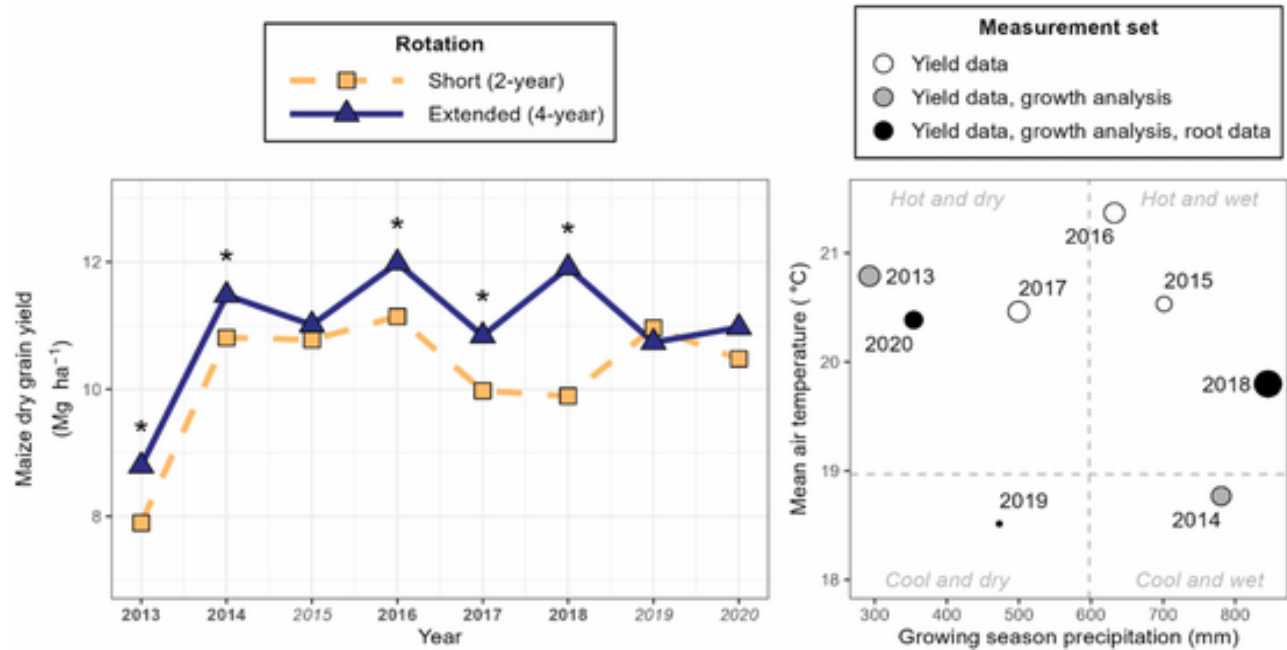 Rotation
Short (2-year)
Extended (4-year)
Measurement set
Yield data
Yield data, growth analysis
Yield data, growth analysis, root data
Maize dry grain yield
(Mg ha⁻¹)
12
10
8
*
*
*
*
*
2013
2014
2015
2016
2017
2018
2019
2020
Year
Mean air temperature ( °C)
21
20
19
18
Hot and dry
Hot and wet
2016
2013
2017
2015
2020
2018
2019
2014
Cool and dry
Cool and wet
300
400
500
600
700
800
Growing season precipitation (mm)